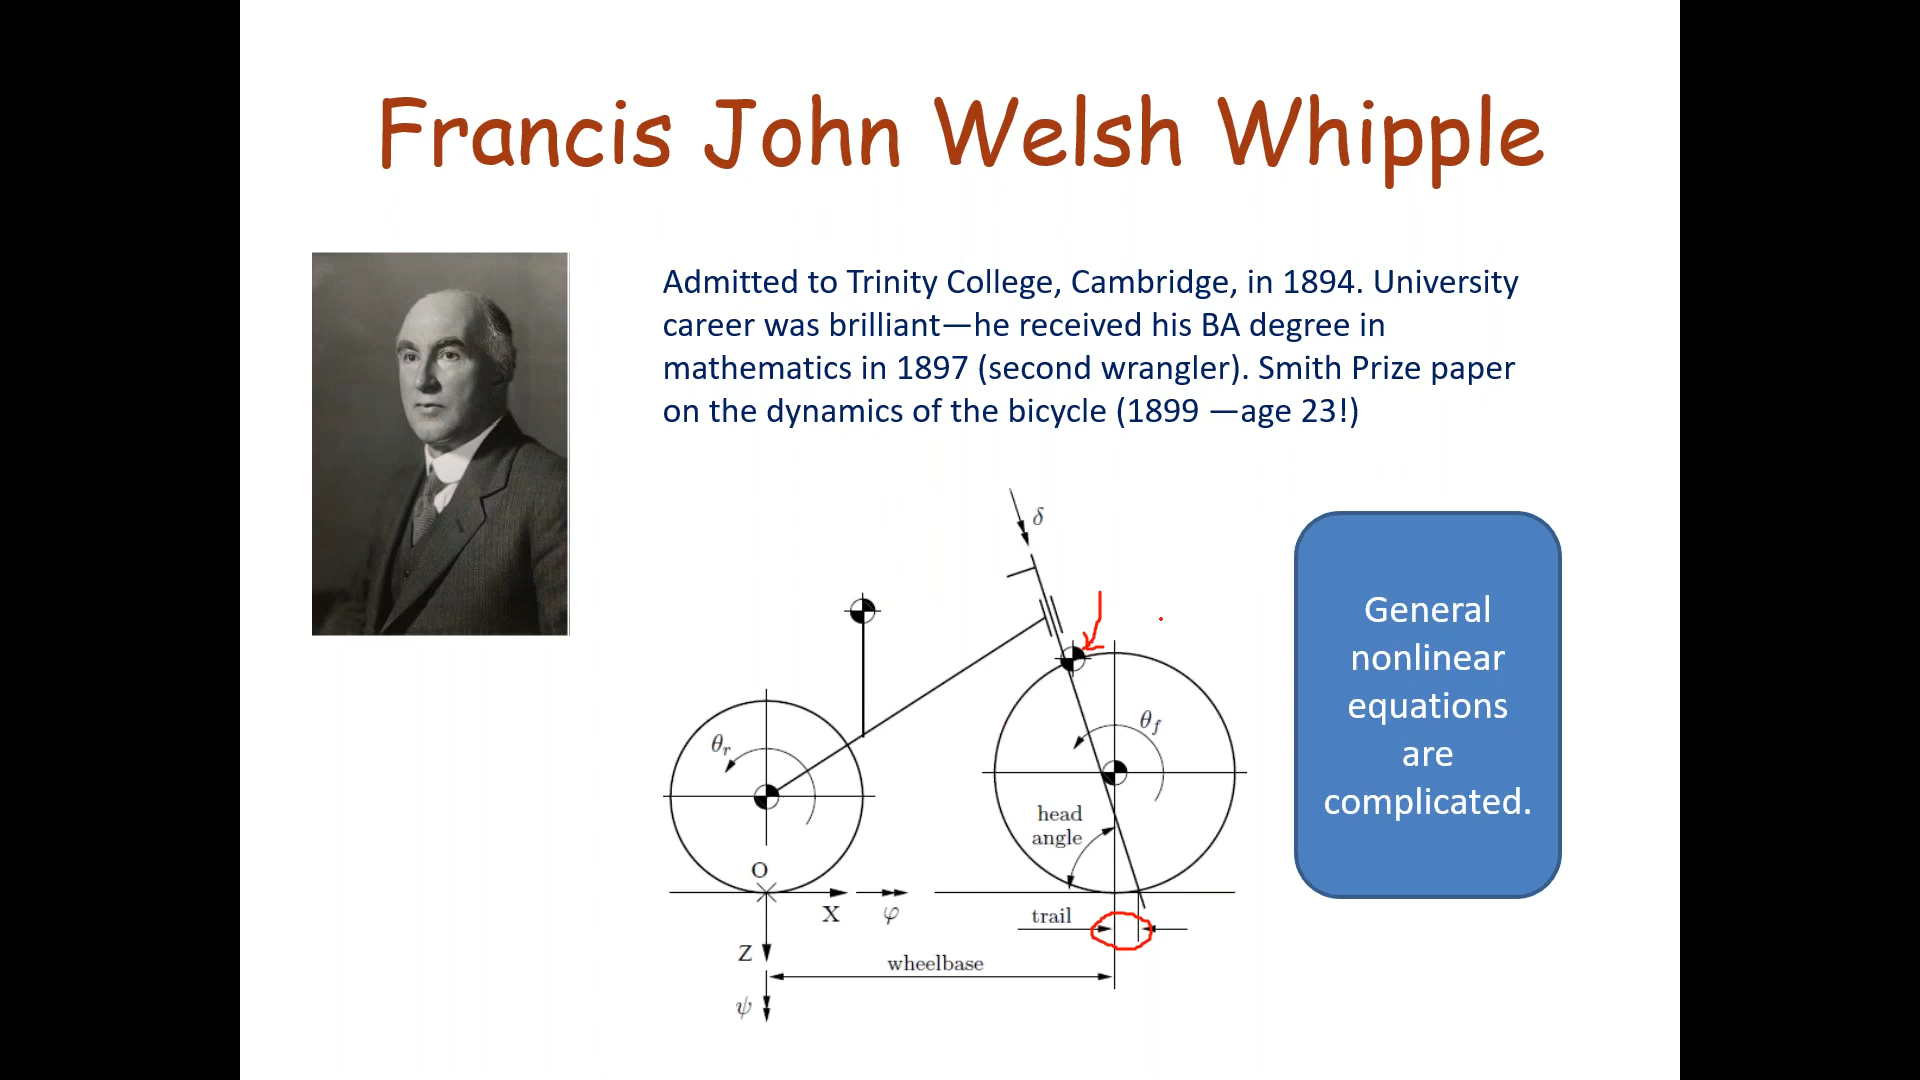 Francis John Welsh Whipple
Admitted to Trinity College, Cambridge, in 1894. University
career was brilliant—he received his BA degree in
mathematics in 1897 (second wrangler). Smith Prize paper
on the dynamics of the bicycle (1899 —age 23!)
δ
General
nonlinear
equations
are
complicated.
θf
θr
head
angle
O
X
φ
trail
Z
wheelbase
ψ